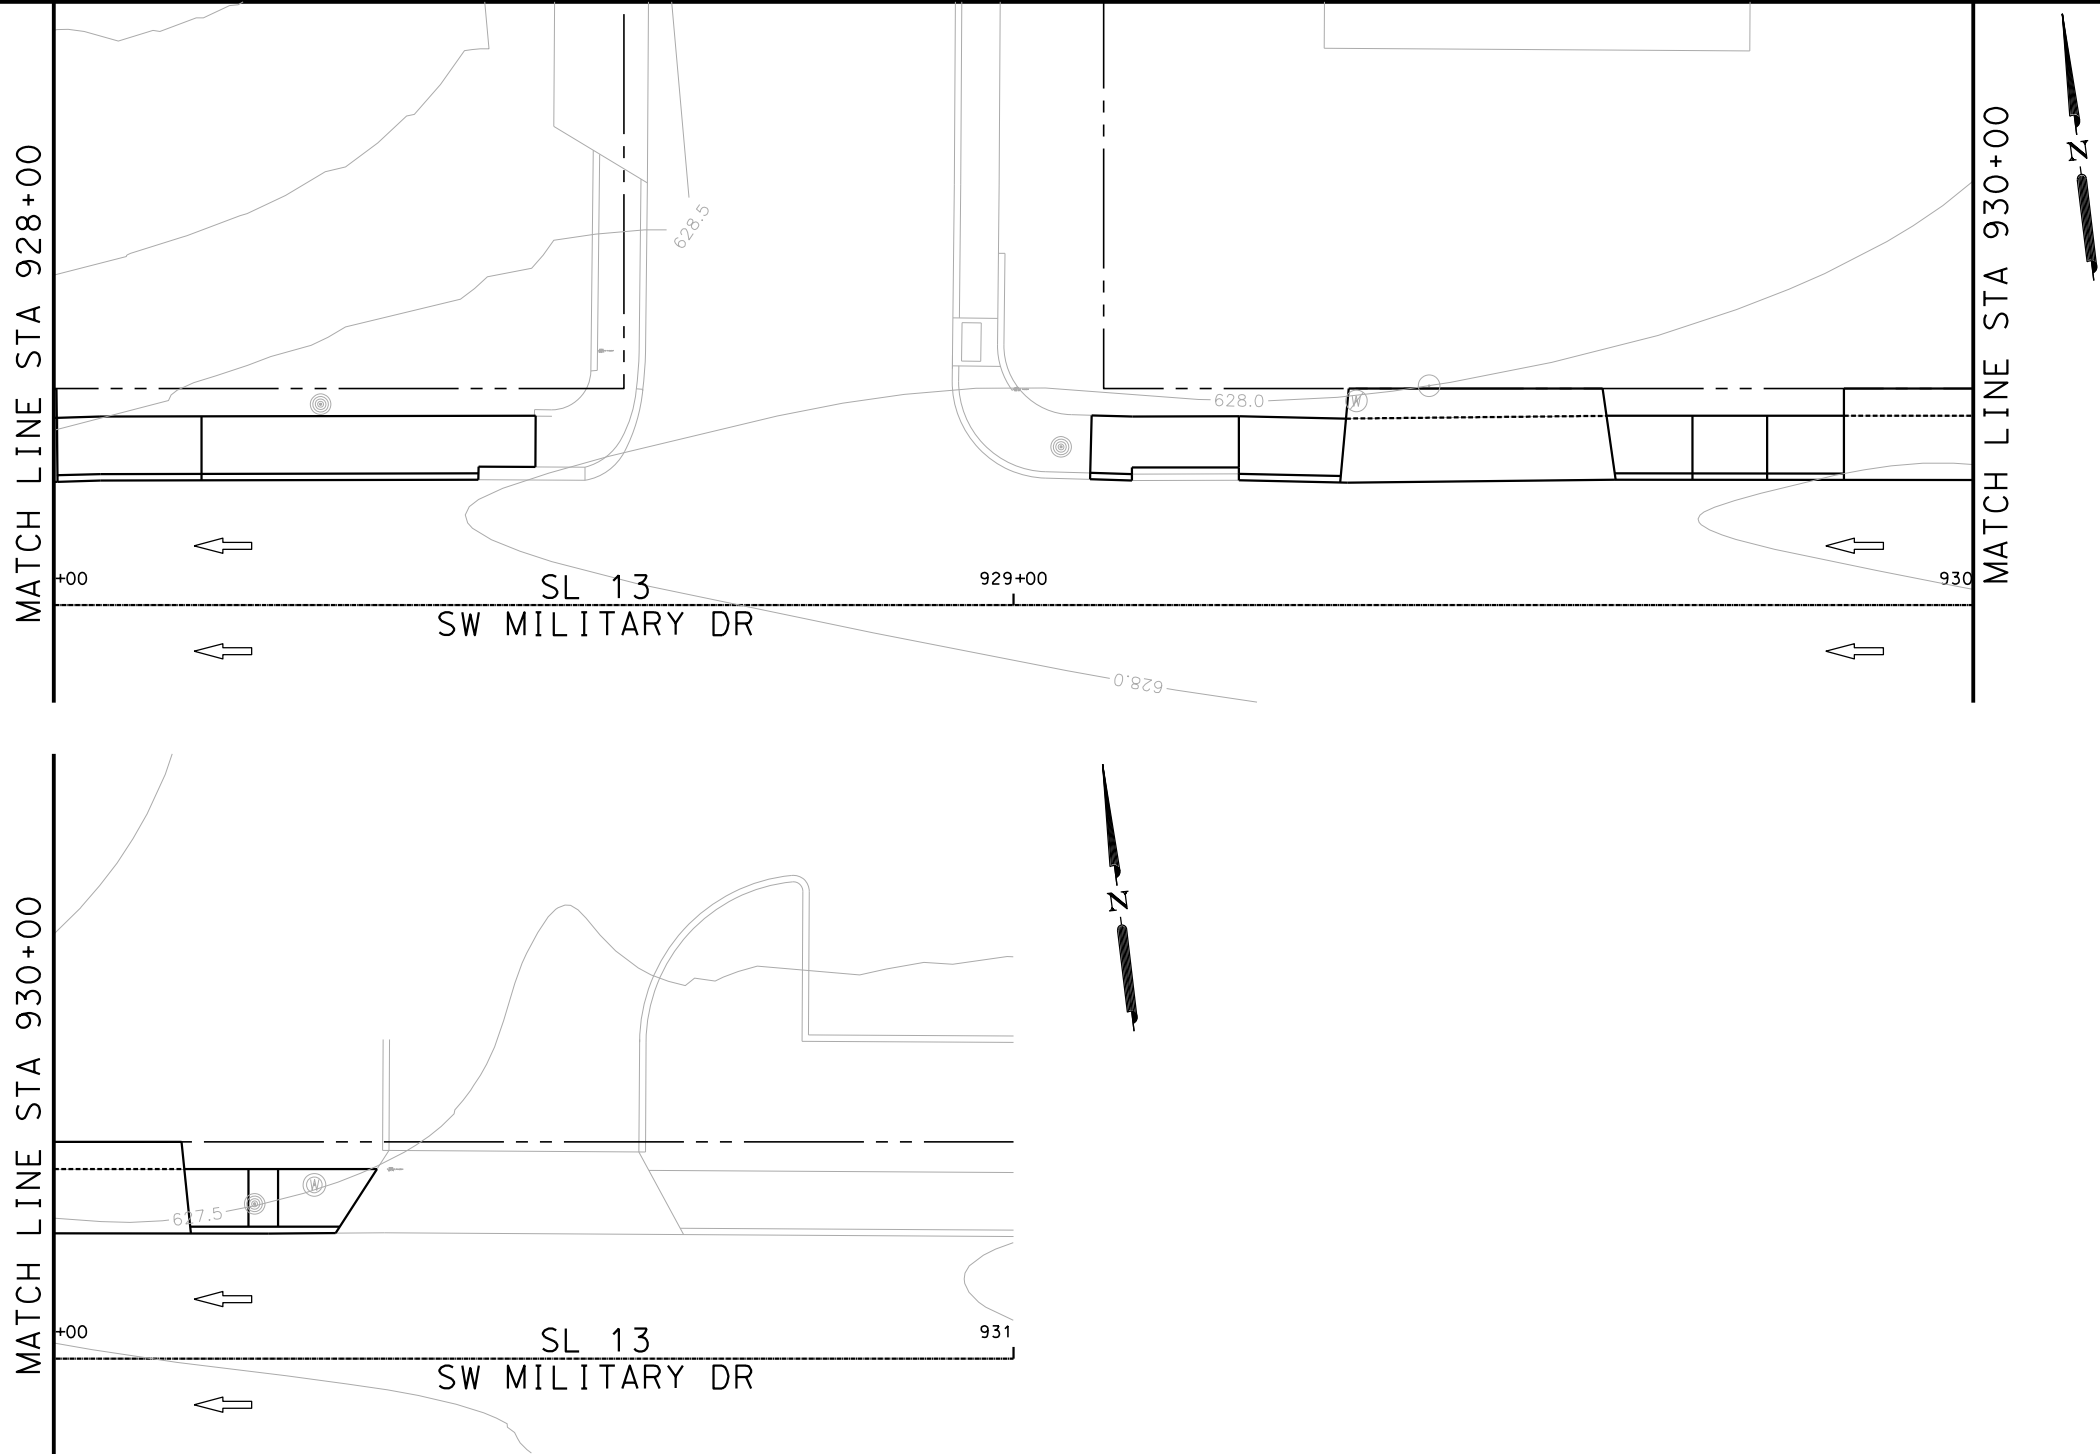 MATCH LINE STA 928+00
628.5
628.0
W
+00
SL 13
929+00
930
SW MILITARY DR
628.0
MATCH LINE STA 930+00
N
MATCH LINE STA 930+00
627.5
W
+00
SL 13
931
SW MILITARY DR
N